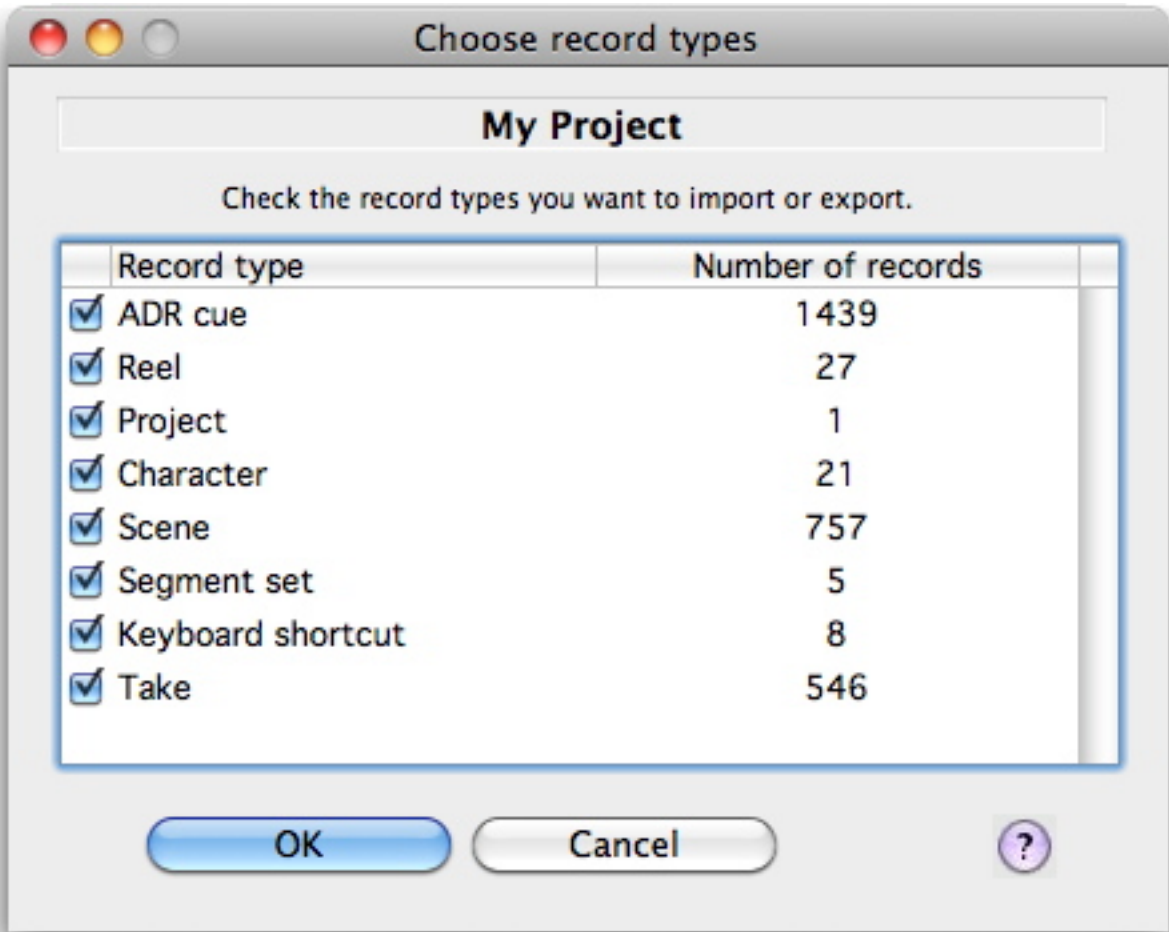 Choose record types
My Project
Check the record types you want to import or export.
Record type Number of records
ADR cue 1439
Reel 27
Project 1
Character 21
Scene 757
Segment set 5
Keyboard shortcut 8
Take 546
OK Cancel ?